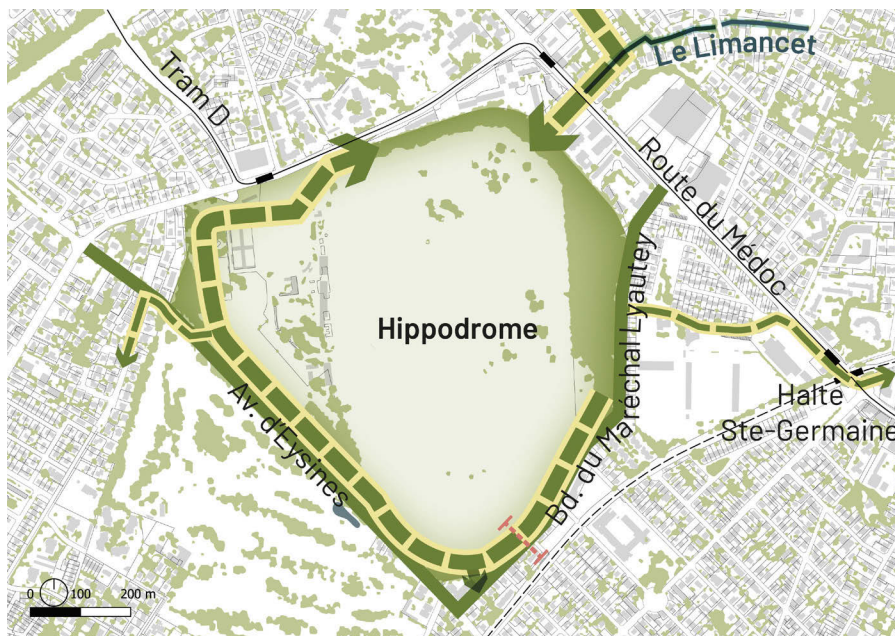 Le Limancet
Tram D
Route du Médoc
Hippodrome
Bd. du Maréchal Lyautey
Av. d'Eysines
Halte
Ste-Germaine
0 100 200 m